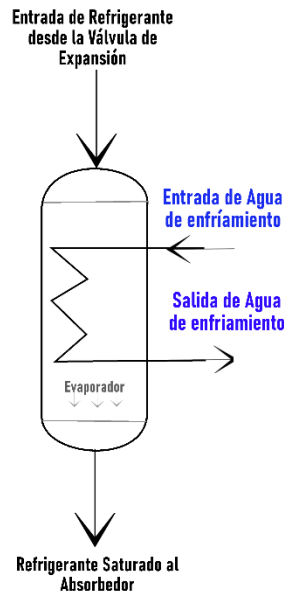 Entrada de Refrigerante
desde la Válvula de
Expansión
Entrada de Agua
de enfríamiento
Salida de Agua
de enfriamiento
Evaporador
Refrigerante Saturado al
Absorbedor